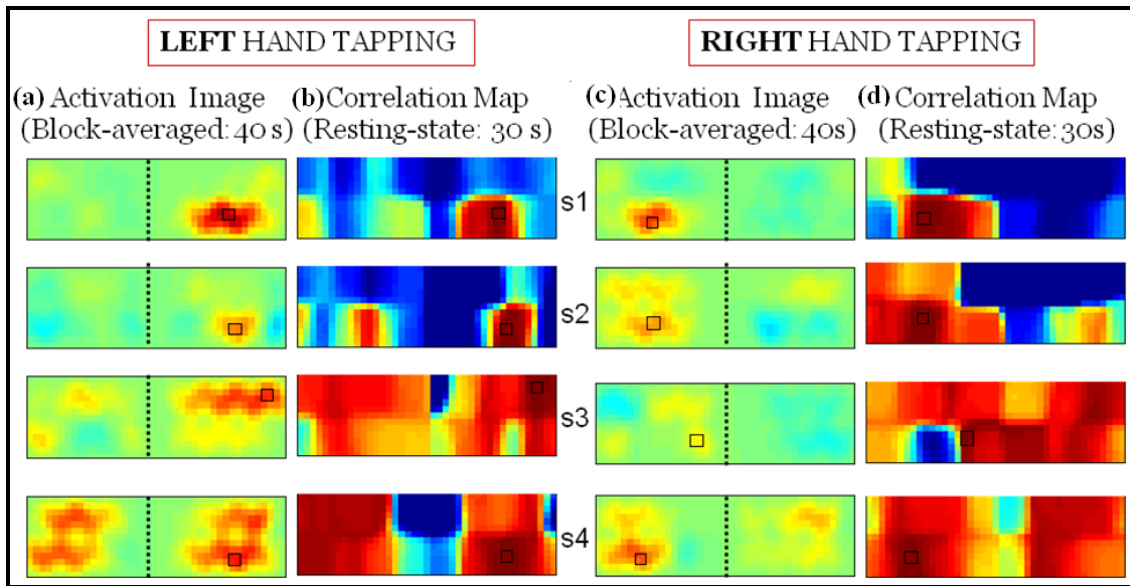 LEFT HAND TAPPING
RIGHT HAND TAPPING
(a) Activation Image
(Block-averaged: 40 s)
(b) Correlation Map
(Resting-state: 30 s)
(c) Activation Image
(Block-averaged: 40s)
(d) Correlation Map
(Resting-state: 30s)
s1
s2
s3
s4